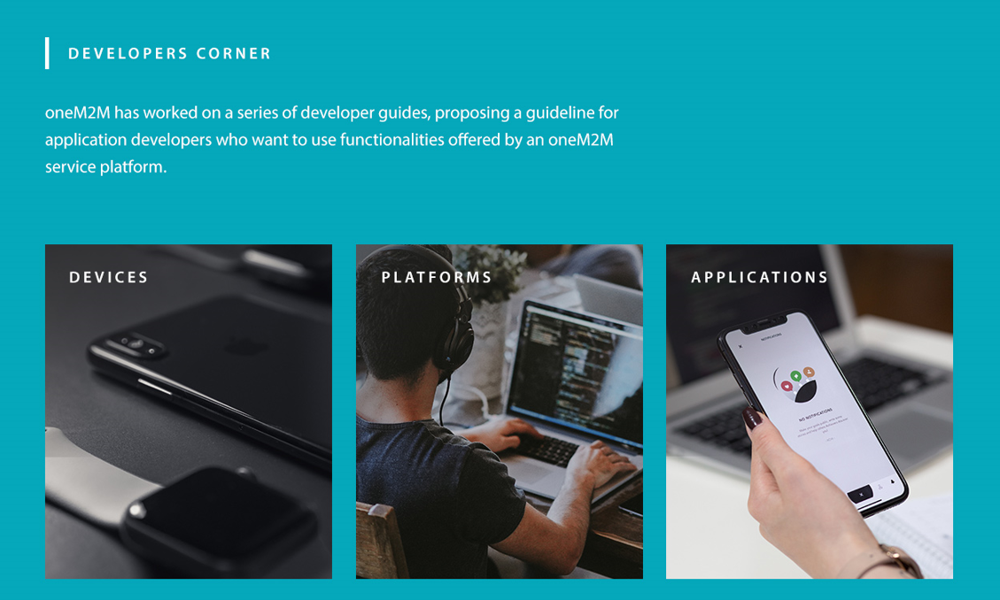 DEVELOPERS CORNER
oneM2M has worked on a series of developer guides, proposing a guideline for
application developers who want to use functionalities offered by an oneM2M
service platform.
DEVICES
PLATFORMS
APPLICATIONS
NOTIFICATIONS
NO NOTIFICATIONS